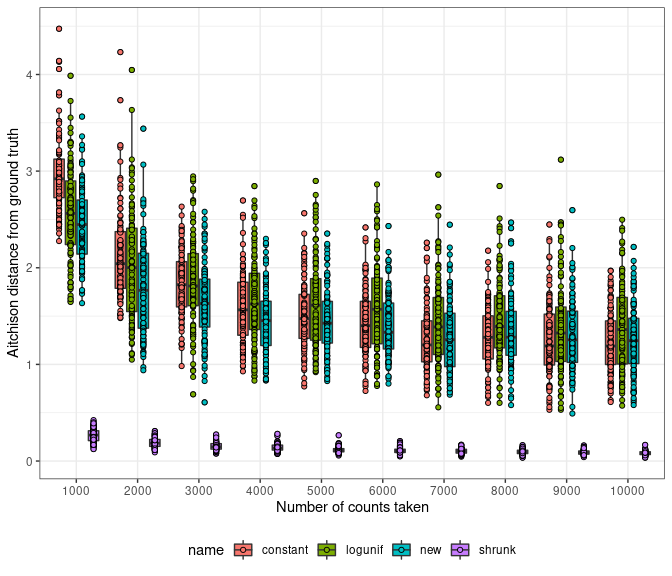 Aitchison distance from ground truth
4
3
2
1
0
1000 2000 3000 4000 5000 6000 7000 8000 9000 10000
Number of counts taken
name constant logunif new shrunk